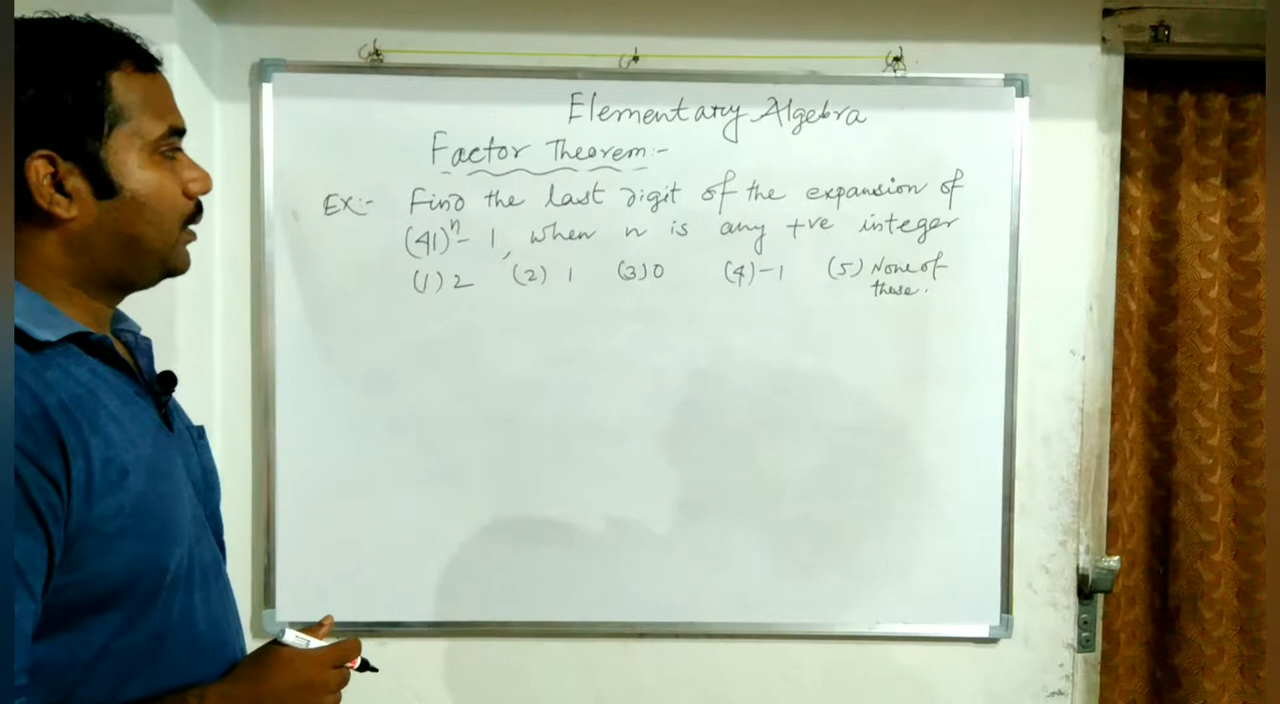 Elementary Algebra
Factor Theorem:-
EX:- Find the last digit of the expansion of
(41)ⁿ- 1, when n is any +ve integer
(1) 2 (2) 1 (3) 0 (4) -1 (5) None of
these.